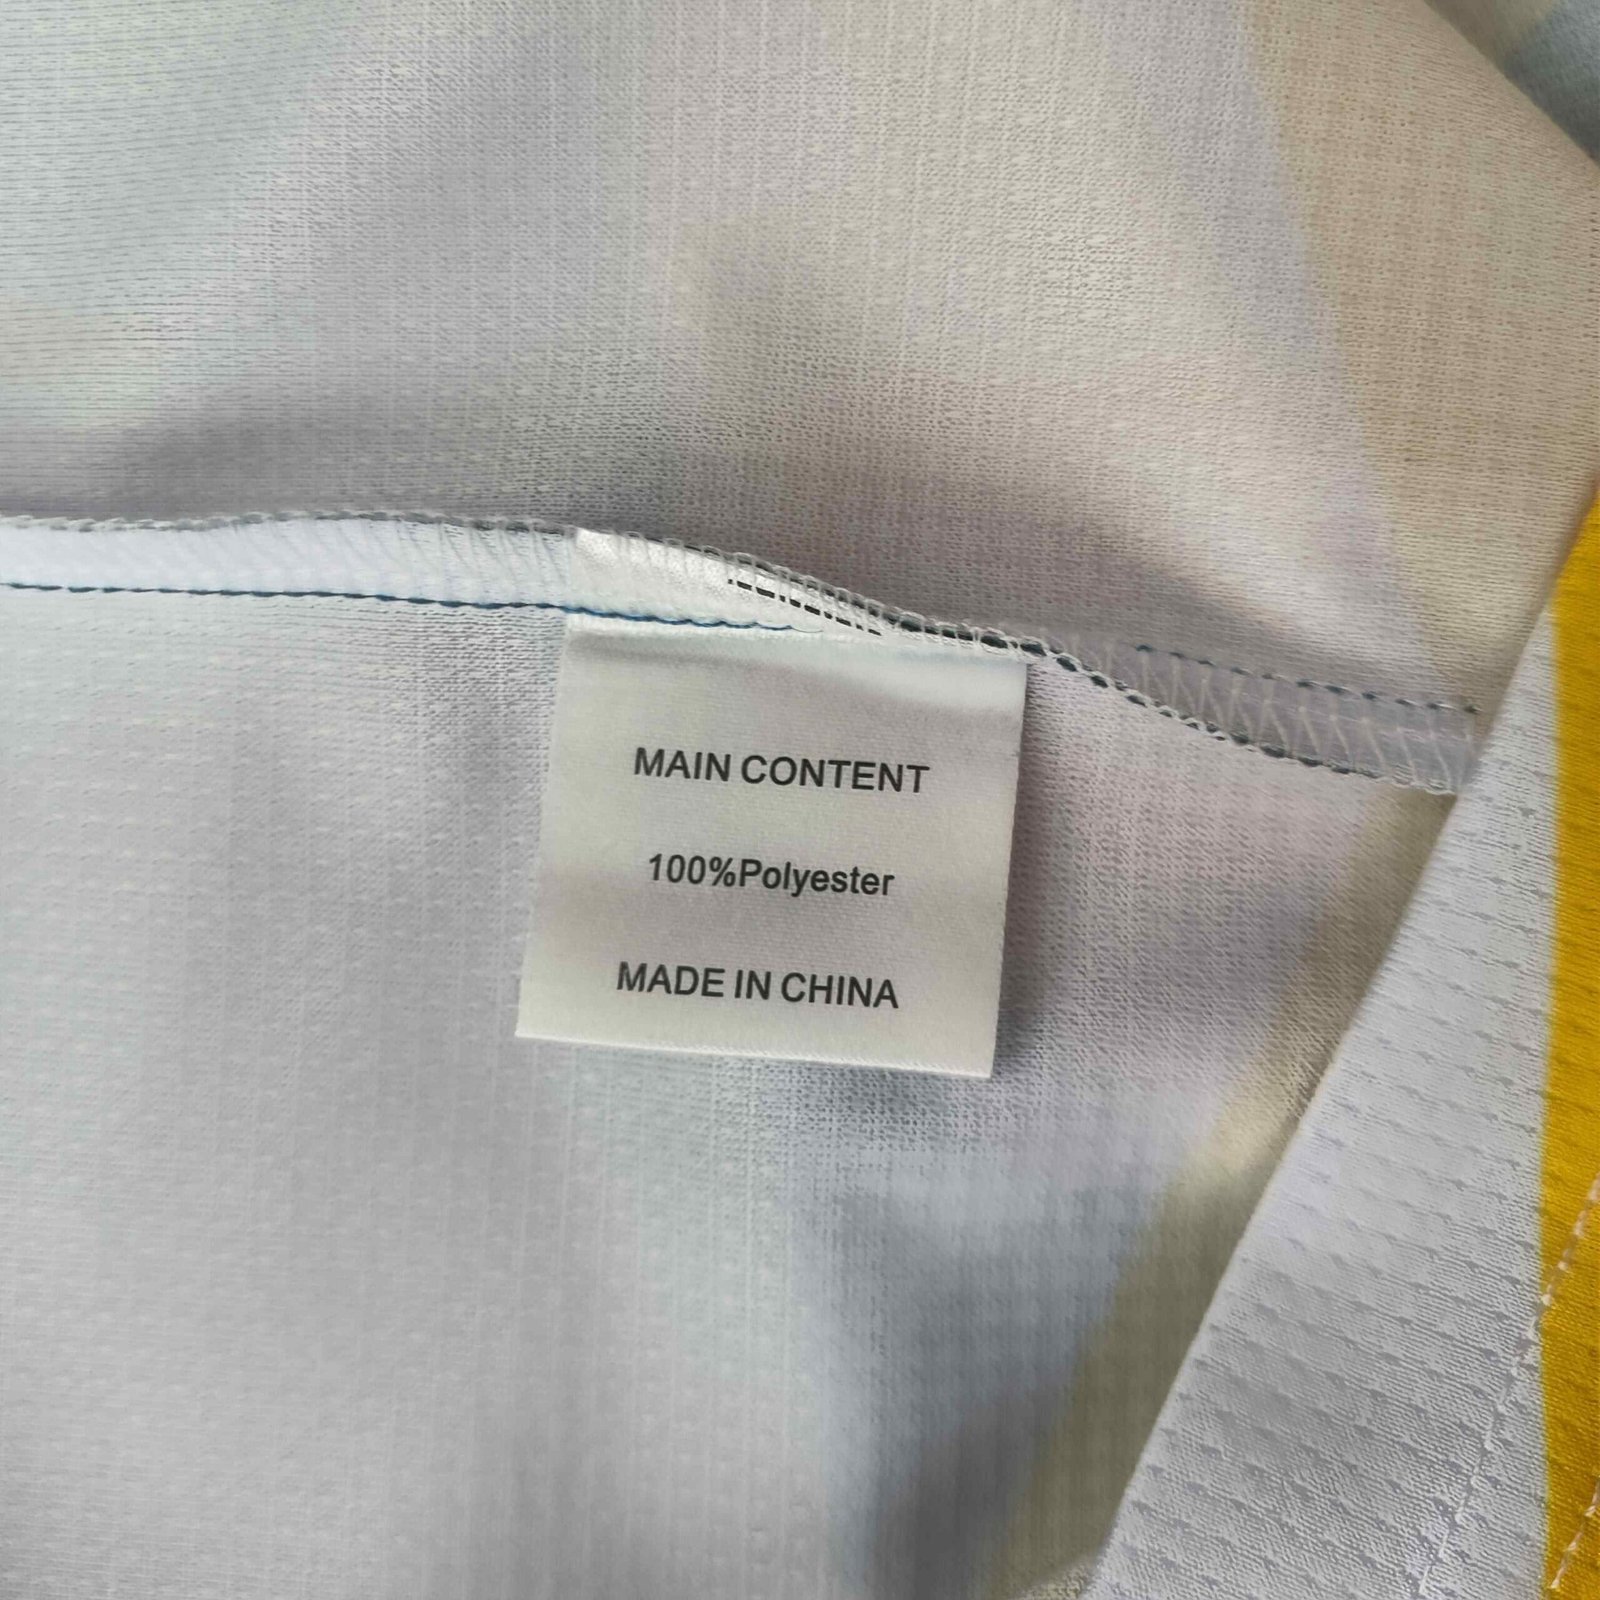 MAIN CONTENT
100%Polyester
MADE IN CHINA